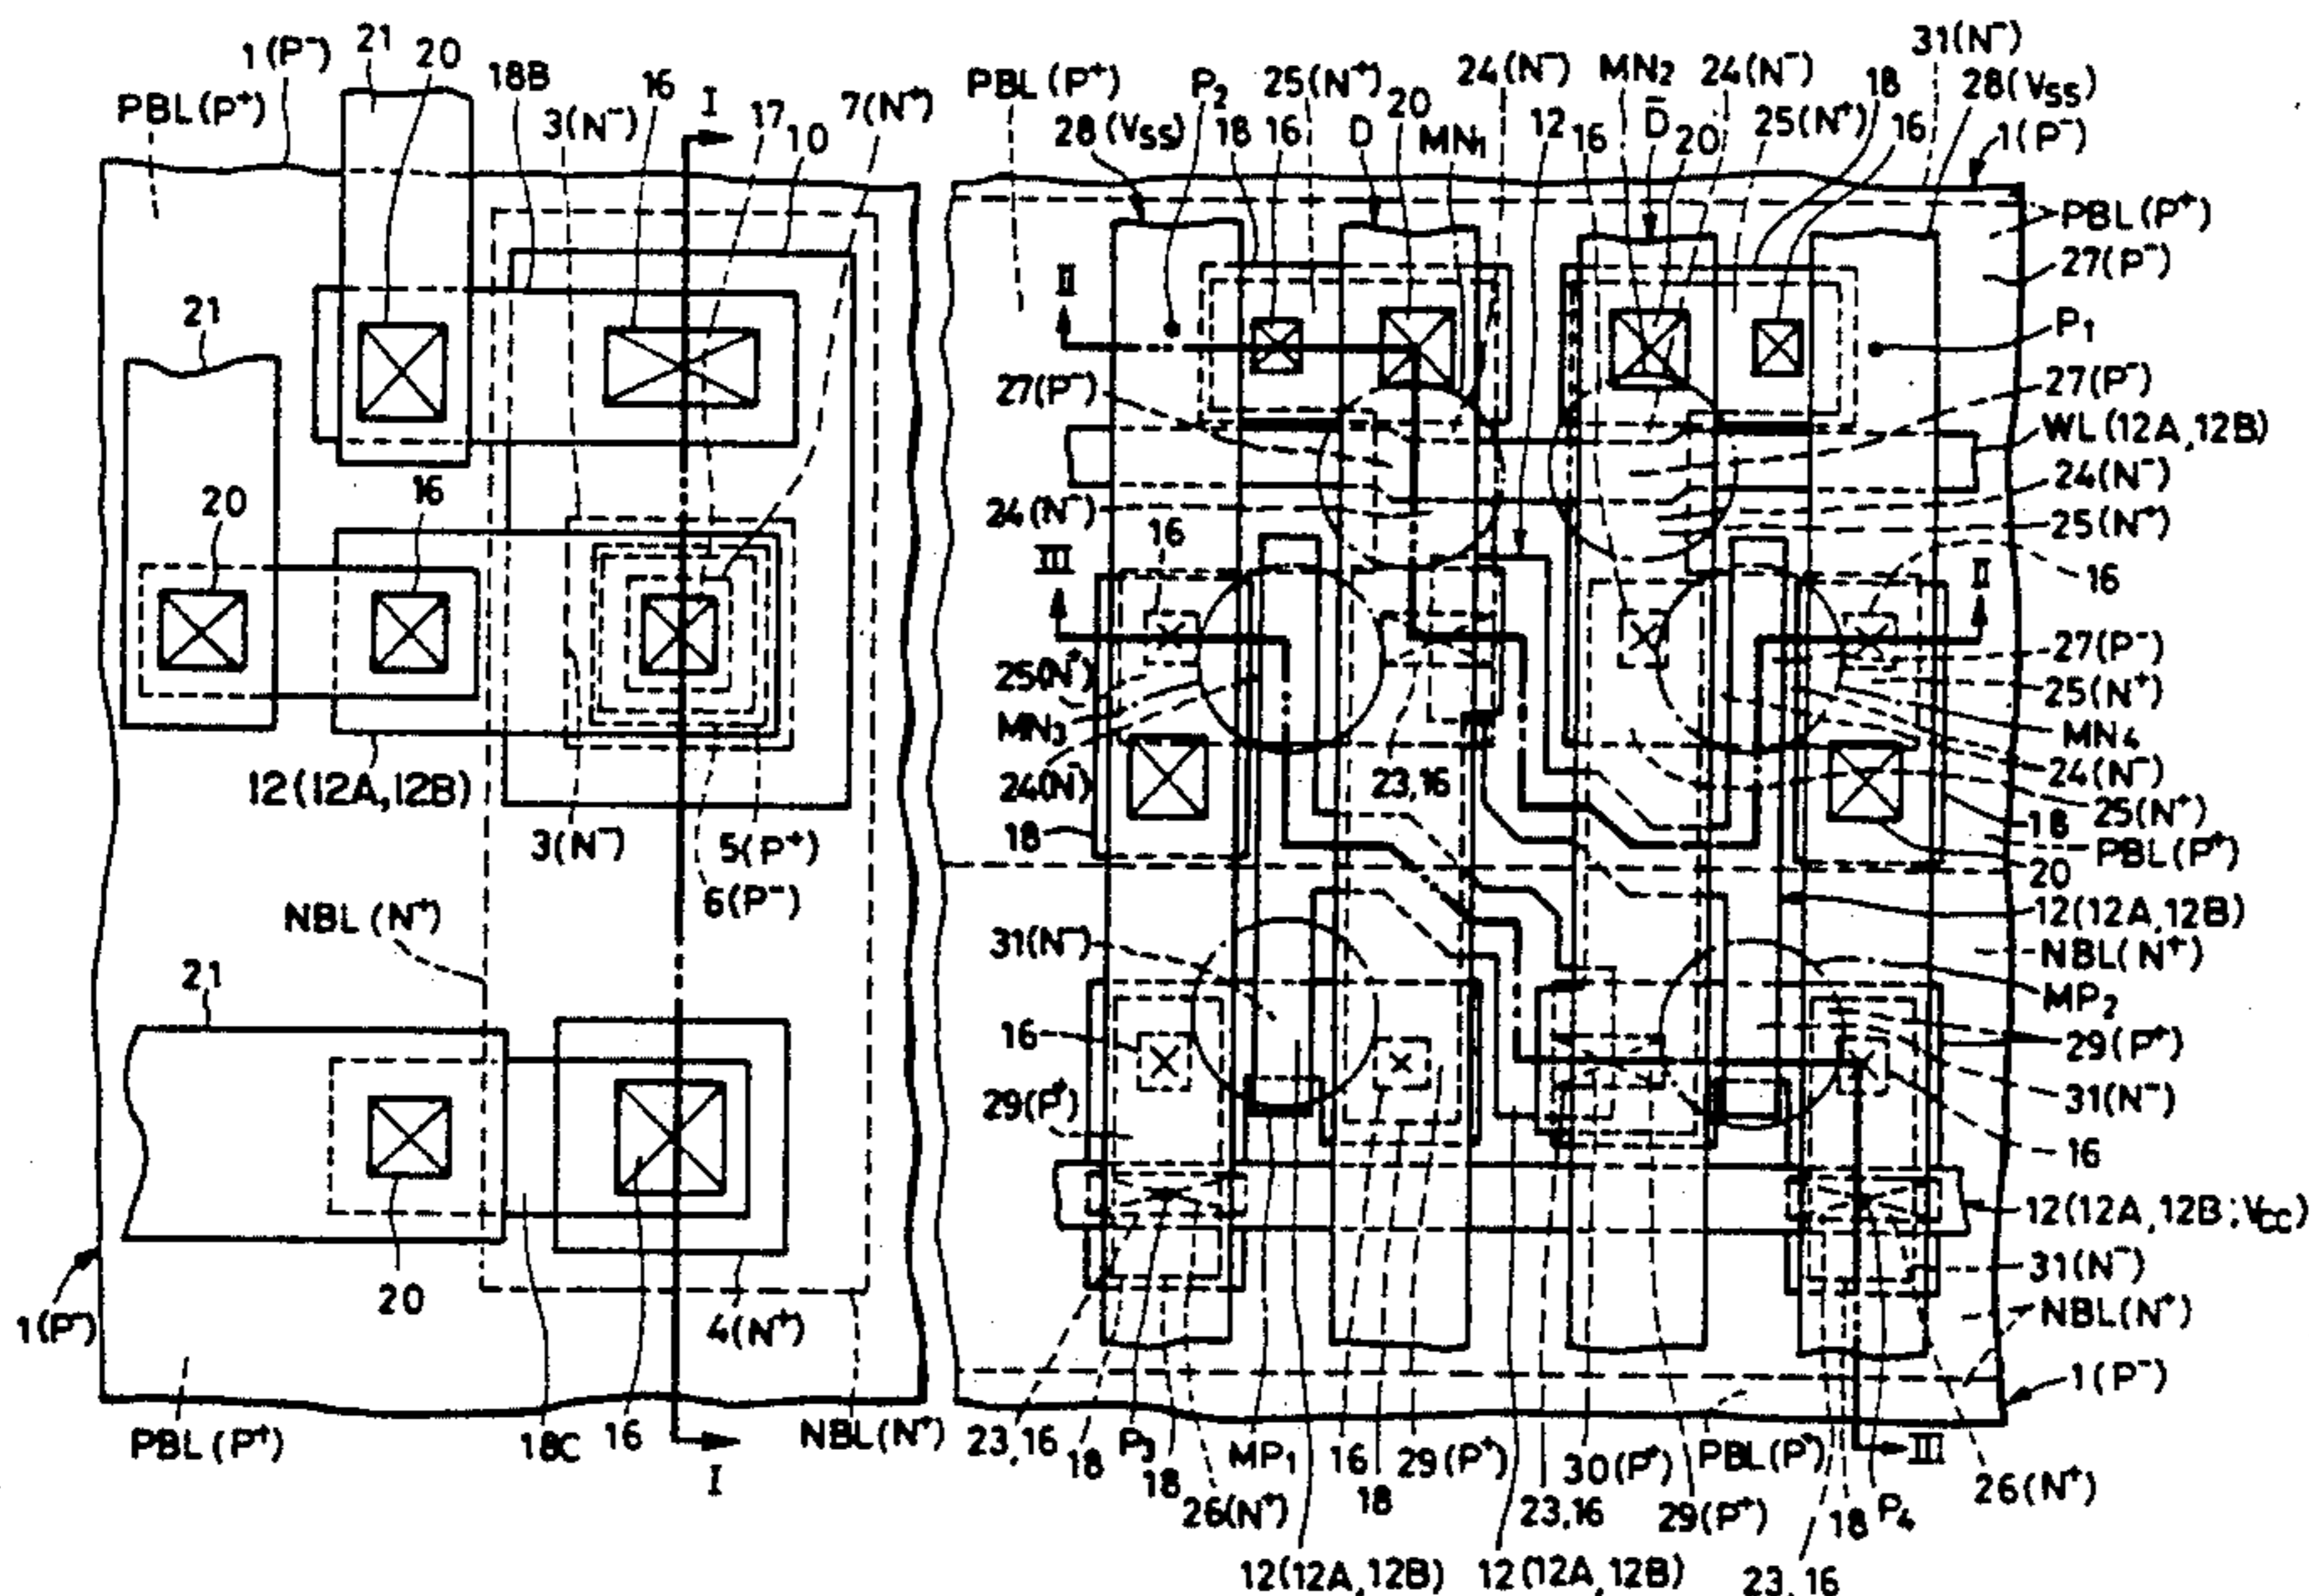 1(P⁻)
21
20
18B
3(N⁻)
16
I
17
10
7(N⁺)
PBL(P⁺)
21
20
16
12(12A,12B)
3(N⁻)
5(P⁺)
6(P⁻)
NBL(N⁺)
21
20
4(N⁺)
1(P⁻)
PBL(P⁺)
18C
16
I
NBL(N⁺)
PBL(P⁺)
28(VSS)
P2
18
16
25(N⁺)
D
20
MN1
24(N⁻)
12
16
MN2
D̄
20
24(N⁻)
25(N⁺)
18
16
31(N⁻)
28(VSS)
1(P⁻)
PBL(P⁺)
27(P⁻)
II
P1
27(P⁻)
27(P⁻)
WL(12A,12B)
24(N⁻)
24(N⁻)
25(N⁺)
16
III
16
II
25(N⁺)
27(P⁻)
25(N⁺)
MN3
MN4
24(N⁻)
24(N⁻)
23,16
25(N⁺)
18
18
PBL(P⁺)
20
12(12A,12B)
31(N⁻)
NBL(N⁺)
MP2
16
29(P⁺)
29(P⁺)
31(N⁻)
16
12(12A,12B;VCC)
31(N⁻)
NBL(N⁺)
1(P⁻)
23,16
18
P3
18
26(N⁺)
MP1
16
18
29(P⁺)
23,16
30(P⁺)
29(P⁺)
PBL(P⁺)
18
P4
III
26(N⁺)
12(12A,12B)
12(12A,12B)
23,16